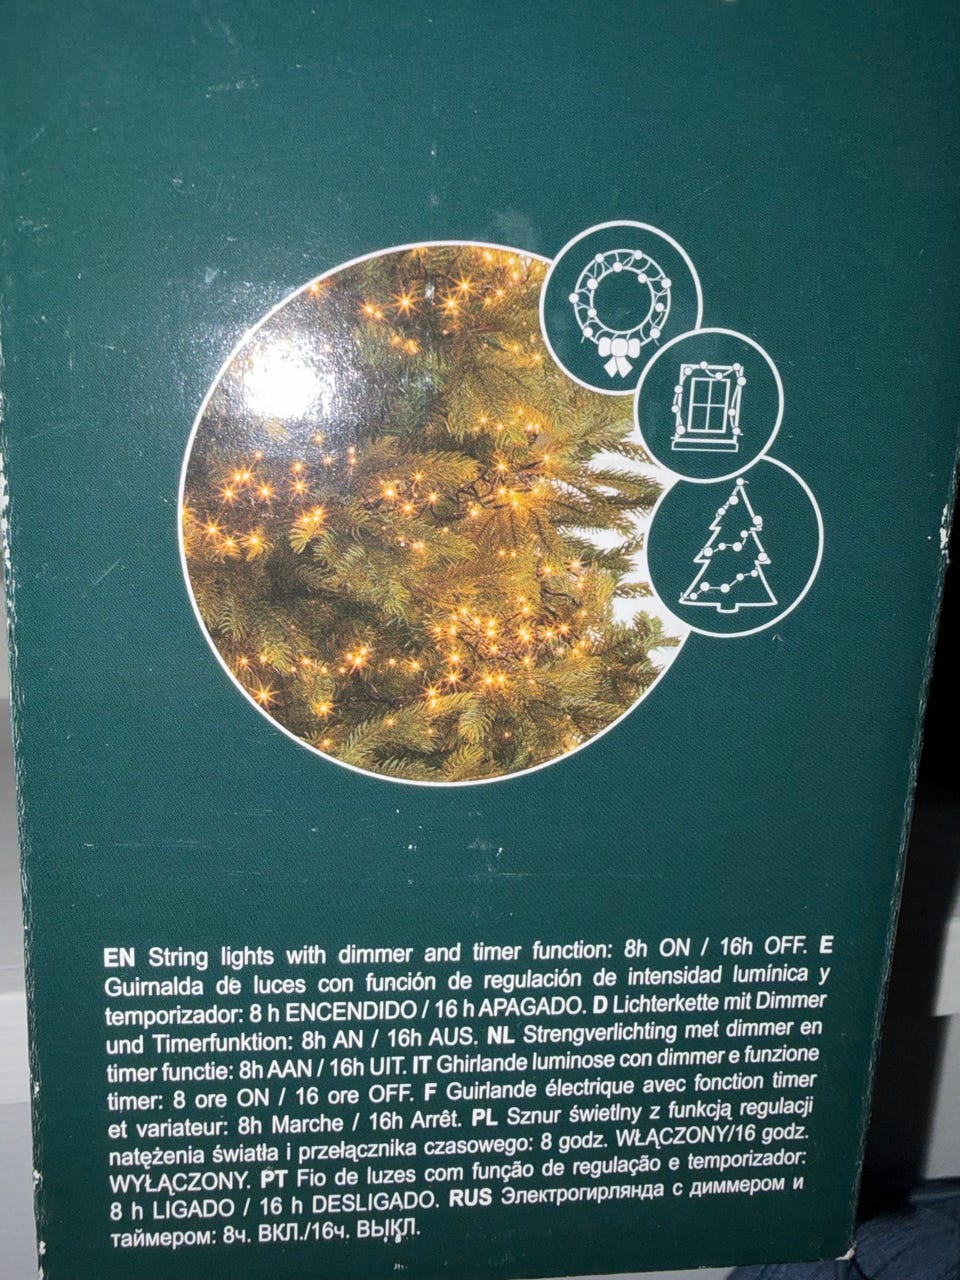 EN String lights with dimmer and timer function: 8h ON / 16h OFF. E
Guirnalda de luces con función de regulación de intensidad lumínica y
temporizador: 8 h ENCENDIDO / 16 h APAGADO. D Lichterkette mit Dimmer
und Timerfunktion: 8h AN / 16h AUS. NL Strengverlichting met dimmer en
timer functie: 8h AAN / 16h UIT. IT Ghirlande luminose con dimmer e funzione
timer: 8 ore ON / 16 ore OFF. F Guirlande électrique avec fonction timer
et variateur: 8h Marche / 16h Arrêt. PL Sznur świetlny z funkcją regulacji
natężenia światła i przełącznika czasowego: 8 godz. WŁĄCZONY/16 godz.
WYŁĄCZONY. PT Fio de luzes com função de regulação e temporizador:
8 h LIGADO / 16 h DESLIGADO. RUS Электрогирлянда с диммером и
таймером: 8ч. ВКЛ./16ч. ВЫКЛ.